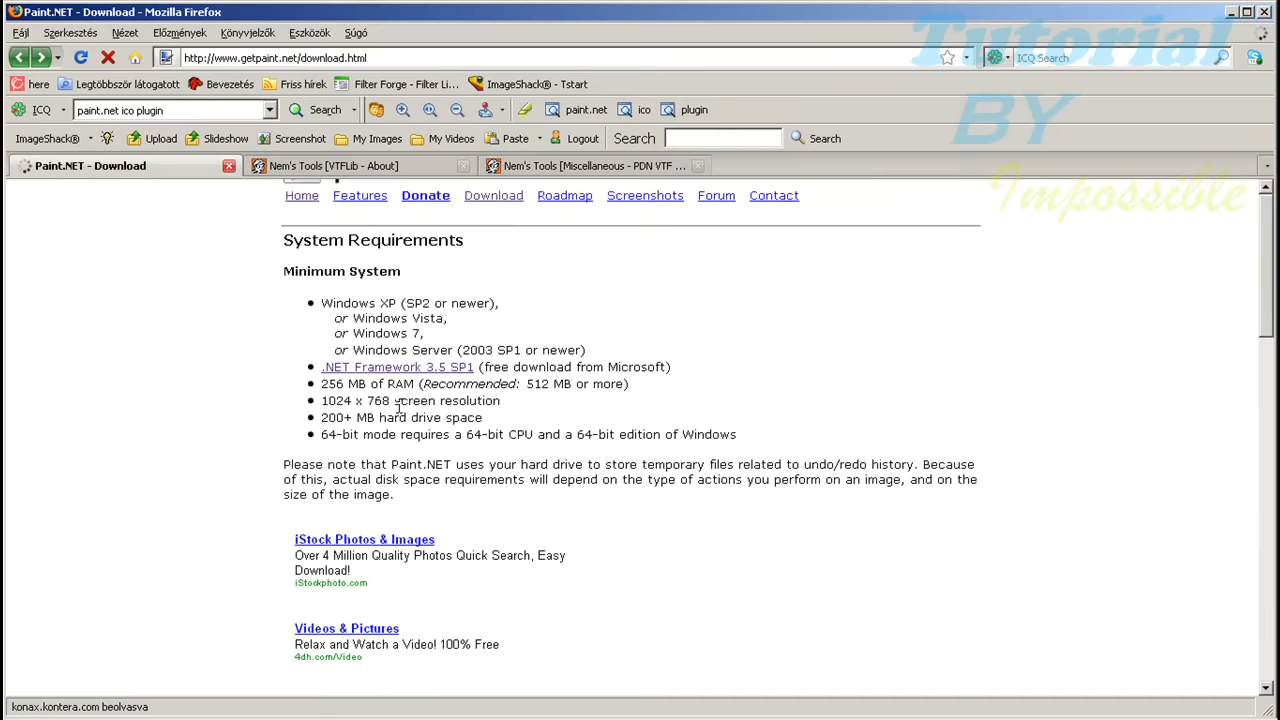 Paint.NET - Download - Mozilla Firefox
Fájl Szerkesztés Nézet Előzmények Könyvjelzők Eszközök Súgó
http://www.getpaint.net/download.html ICQ Search
here Legtöbbször látogatott Bevezetés Friss hírek Filter Forge - Filter Li... ImageShack® - Tstart
ICQ paint.net ico plugin Search paint.net ico plugin
ImageShack® Upload Slideshow Screenshot My Images My Videos Paste Logout Search Search
Paint.NET - Download Nem's Tools [VTFLib - About] Nem's Tools [Miscellaneous - PDN VTF ...
Tutorial
BY
Impossible
Home Features Donate Download Roadmap Screenshots Forum Contact
System Requirements
Minimum System
Windows XP (SP2 or newer),
or Windows Vista,
or Windows 7,
or Windows Server (2003 SP1 or newer)
.NET Framework 3.5 SP1 (free download from Microsoft)
256 MB of RAM (Recommended: 512 MB or more)
1024 x 768 screen resolution
200+ MB hard drive space
64-bit mode requires a 64-bit CPU and a 64-bit edition of Windows
Please note that Paint.NET uses your hard drive to store temporary files related to undo/redo history. Because
of this, actual disk space requirements will depend on the type of actions you perform on an image, and on the
size of the image.
iStock Photos & Images
Over 4 Million Quality Photos Quick Search, Easy
Download!
iStockphoto.com
Videos & Pictures
Relax and Watch a Video! 100% Free
4dh.com/Video
konax.kontera.com beolvasva